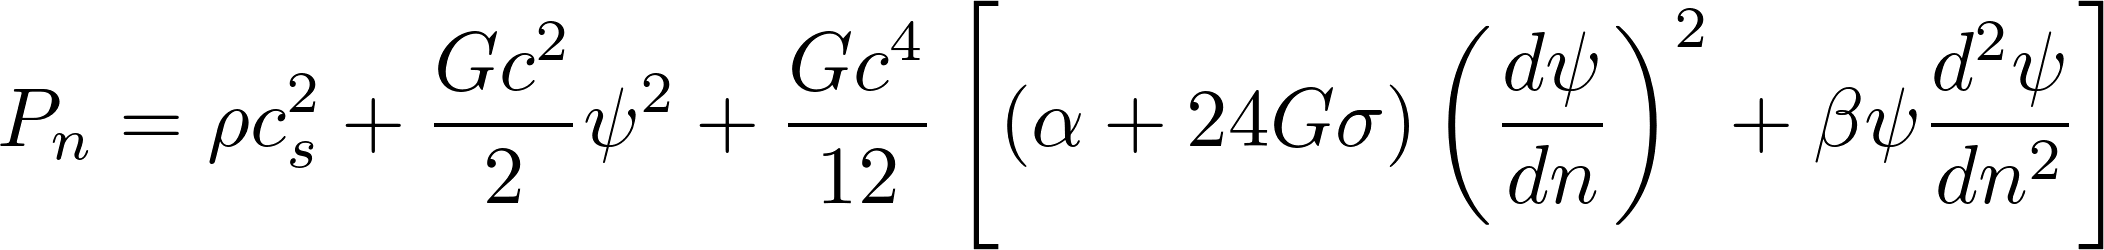 $P_n = \rho c_s^2 + \frac{Gc^2}{2}\psi^2 + \frac{Gc^4}{12}\left[(\alpha + 24G\sigma)\left(\frac{d\psi}{dn}\right)^2 + \beta\psi\frac{d^2\psi}{dn^2}\right]$